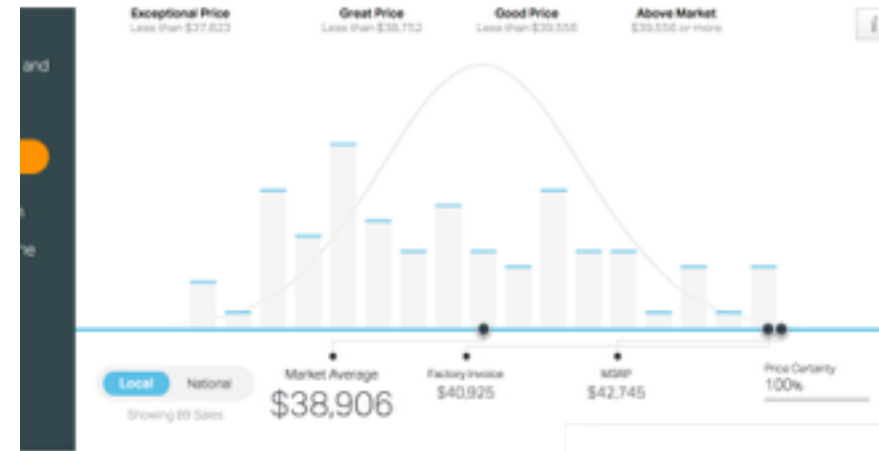 Exceptional Price
Less than $37,623
Great Price
Less than $38,752
Good Price
Less than $39,556
Above Market
$39,556 or more
and
ne
Local
National
Showing 89 Sales
Market Average
$38,906
Factory Invoice
$40,925
MSRP
$42,745
Price Certainty
100%